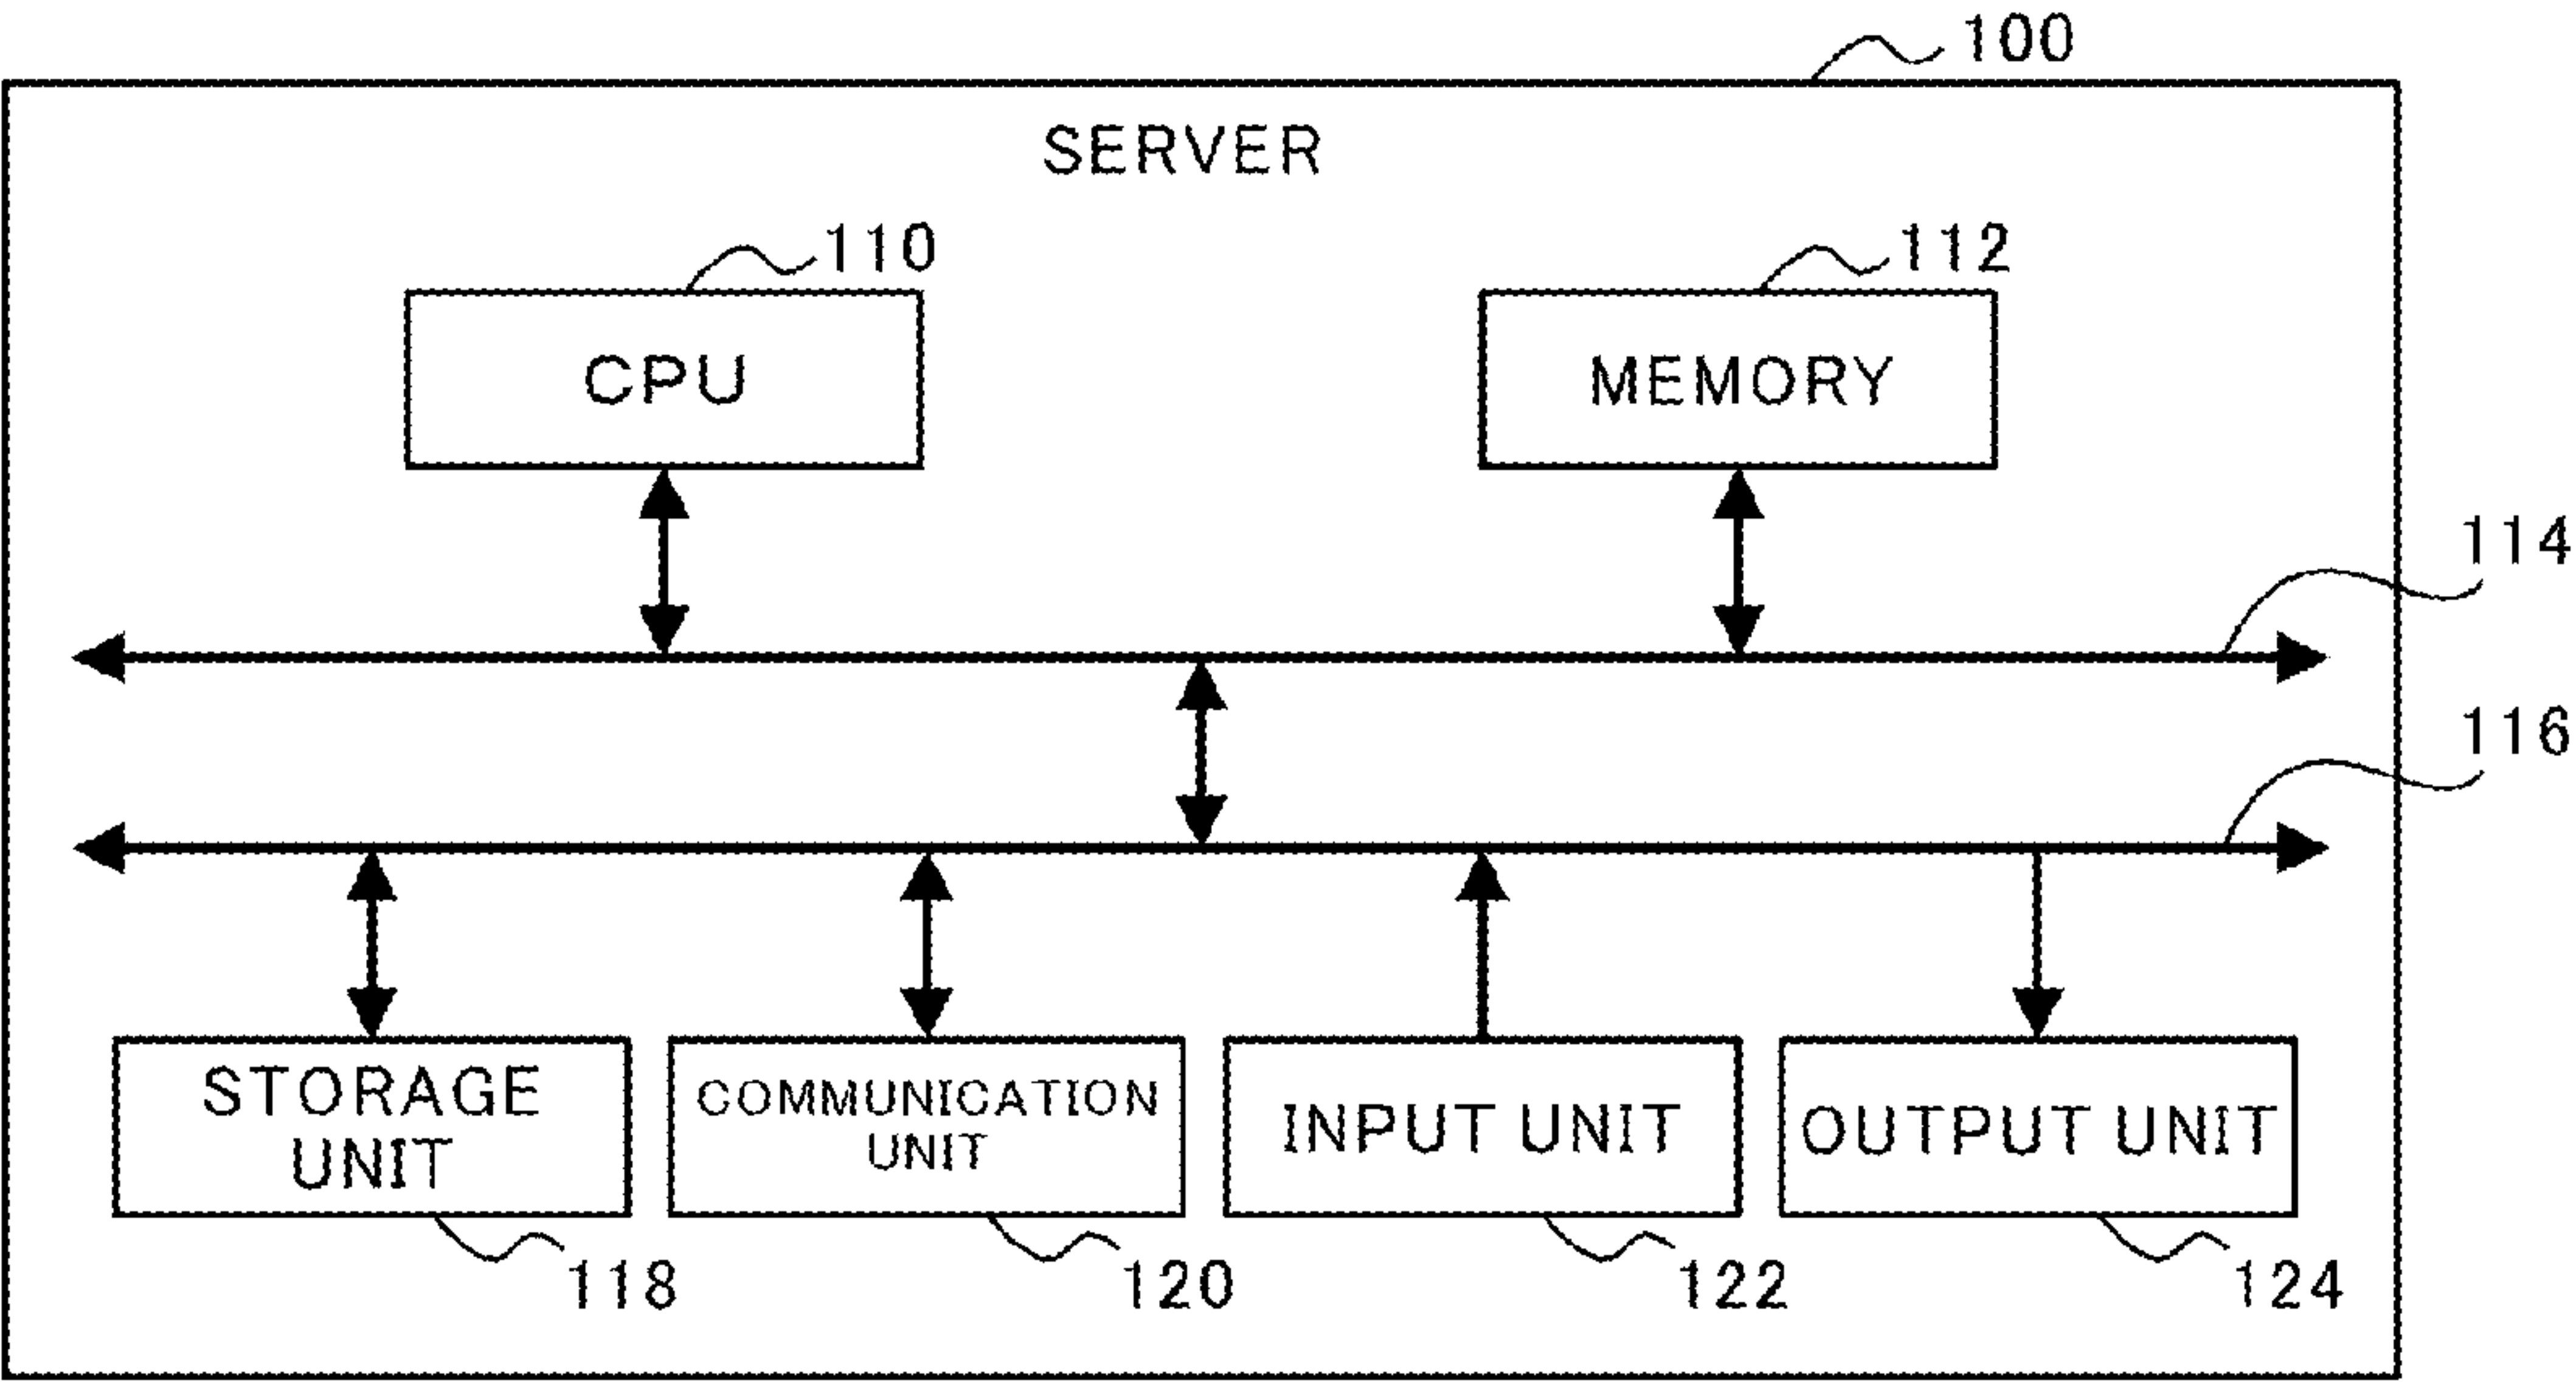 100
SERVER
110
112
CPU
MEMORY
114
116
STORAGE
UNIT
COMMUNICATION
UNIT
INPUT UNIT
OUTPUT UNIT
118
120
122
124